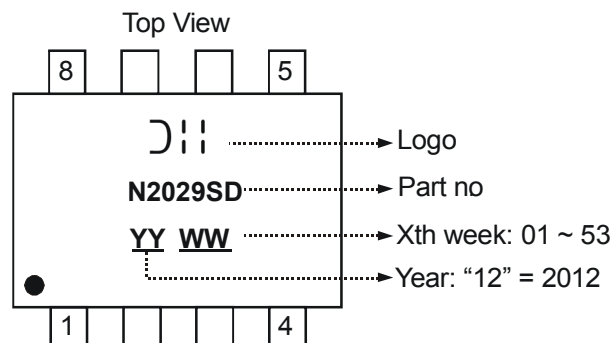 Top View
8 5
Logo
N2029SD Part no
YY WW Xth week: 01 ~ 53
Year: “12” = 2012
1 4